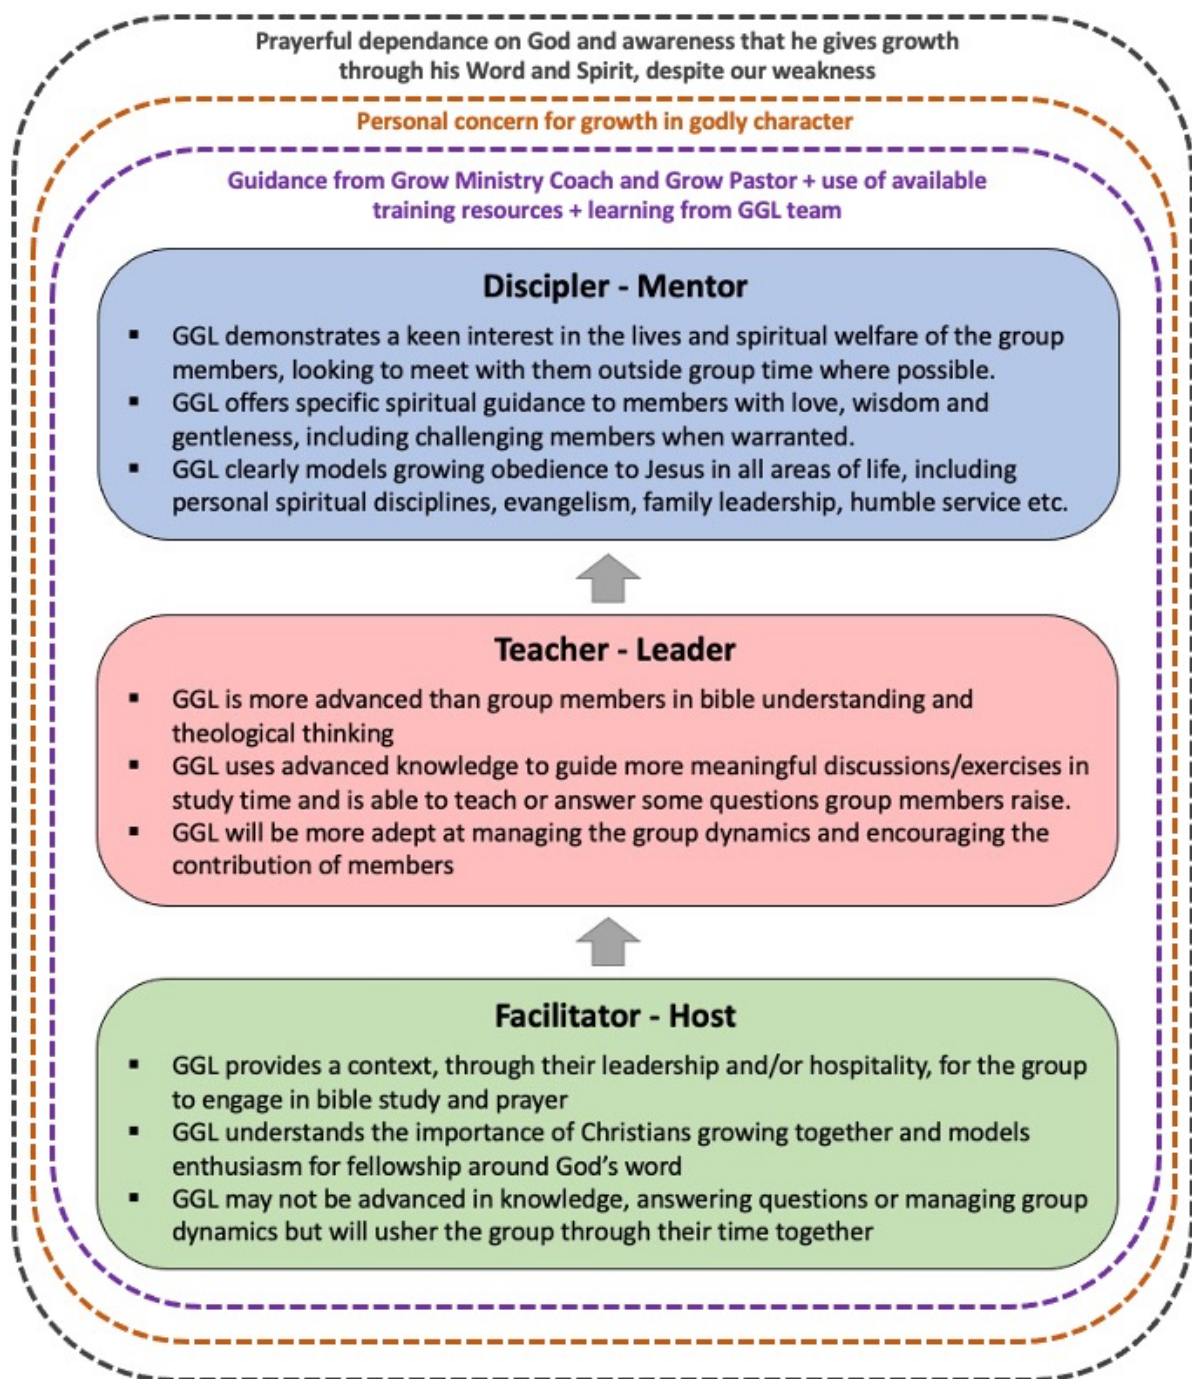 Prayerful dependance on God and awareness that he gives growth
through his Word and Spirit, despite our weakness
Personal concern for growth in godly character
Guidance from Grow Ministry Coach and Grow Pastor + use of available
training resources + learning from GGL team
Discipler - Mentor
▪ GGL demonstrates a keen interest in the lives and spiritual welfare of the group
members, looking to meet with them outside group time where possible.
▪ GGL offers specific spiritual guidance to members with love, wisdom and
gentleness, including challenging members when warranted.
▪ GGL clearly models growing obedience to Jesus in all areas of life, including
personal spiritual disciplines, evangelism, family leadership, humble service etc.
Teacher - Leader
▪ GGL is more advanced than group members in bible understanding and
theological thinking
▪ GGL uses advanced knowledge to guide more meaningful discussions/exercises in
study time and is able to teach or answer some questions group members raise.
▪ GGL will be more adept at managing the group dynamics and encouraging the
contribution of members
Facilitator - Host
▪ GGL provides a context, through their leadership and/or hospitality, for the group
to engage in bible study and prayer
▪ GGL understands the importance of Christians growing together and models
enthusiasm for fellowship around God's word
▪ GGL may not be advanced in knowledge, answering questions or managing group
dynamics but will usher the group through their time together